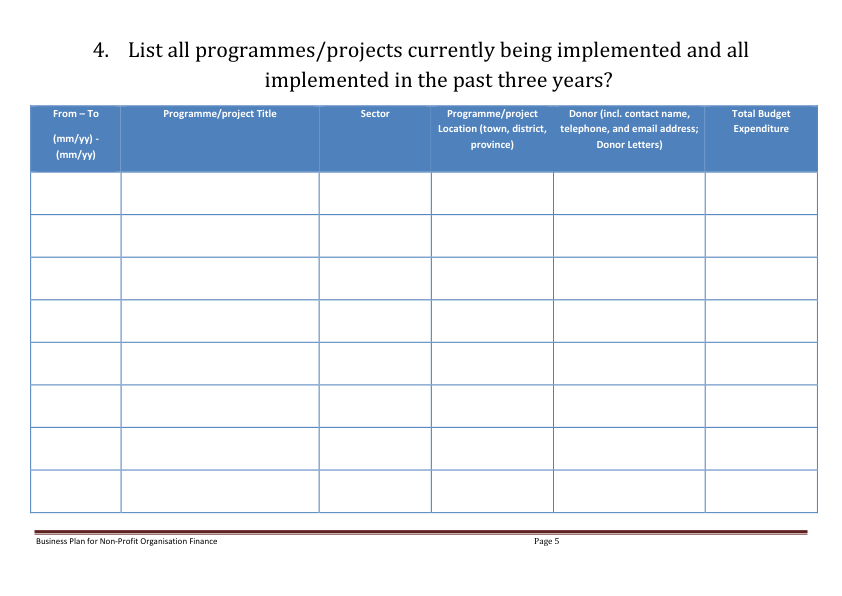 4. List all programmes/projects currently being implemented and all
implemented in the past three years?
From – To
(mm/yy) -
(mm/yy)
Programme/project Title
Sector
Programme/project
Location (town, district,
province)
Donor (incl. contact name,
telephone, and email address;
Donor Letters)
Total Budget
Expenditure
Business Plan for Non-Profit Organisation Finance
Page 5